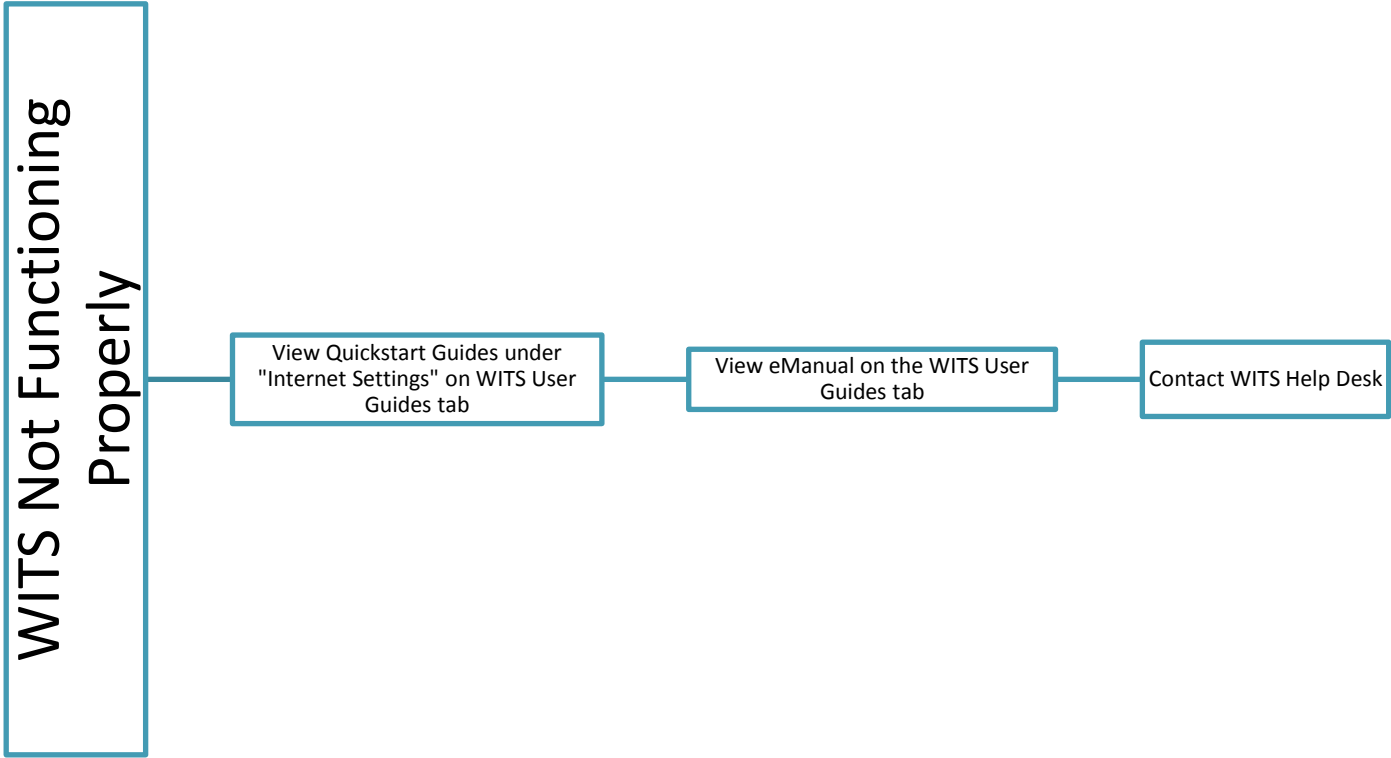 WITS Not Functioning
Properly
View Quickstart Guides under
"Internet Settings" on WITS User
Guides tab
View eManual on the WITS User
Guides tab
Contact WITS Help Desk